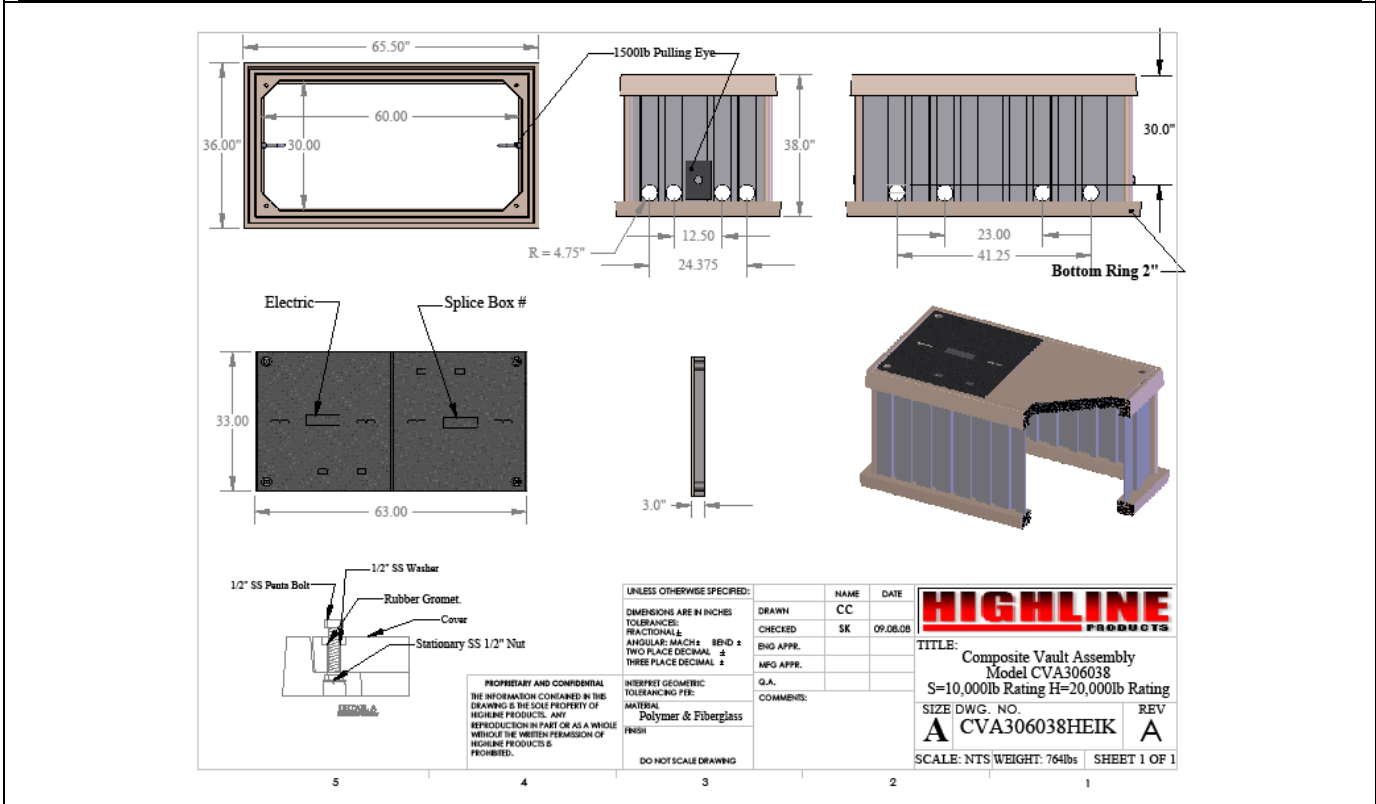 65.50"
36.00"
60.00
30.00
1500lb Pulling Eye
38.0"
30.0"
R = 4.75"
12.50
24.375
23.00
41.25
Bottom Ring 2"
Electric
Splice Box #
33.00
63.00
3.0"
1/2" SS Washer
1/2" SS Penta Bolt
Rubber Gromet.
Cover
Stationary SS 1/2" Nut
DETAIL A
PROPRIETARY AND CONFIDENTIAL
THE INFORMATION CONTAINED IN THIS
DRAWING IS THE SOLE PROPERTY OF
HIGHLINE PRODUCTS. ANY
REPRODUCTION IN PART OR AS A WHOLE
WITHOUT THE WRITTEN PERMISSION OF
HIGHLINE PRODUCTS IS
PROHIBITED.
UNLESS OTHERWISE SPECIFIED:
DIMENSIONS ARE IN INCHES
TOLERANCES:
FRACTIONAL ±
ANGULAR: MACH ± BEND ±
TWO PLACE DECIMAL ±
THREE PLACE DECIMAL ±
INTERPRET GEOMETRIC
TOLERANCING PER:
MATERIAL
Polymer & Fiberglass
FINISH
DO NOT SCALE DRAWING
NAME DATE
DRAWN CC
CHECKED SK 09.08.08
ENG APPR.
MFG APPR.
Q.A.
COMMENTS:
HIGHLINE
PRODUCTS
TITLE:
Composite Vault Assembly
Model CVA306038
S=10,000lb Rating H=20,000lb Rating
SIZE DWG. NO. REV
A CVA306038HEIK A
SCALE: NTS WEIGHT: 764lbs SHEET 1 OF 1
5 4 3 2 1